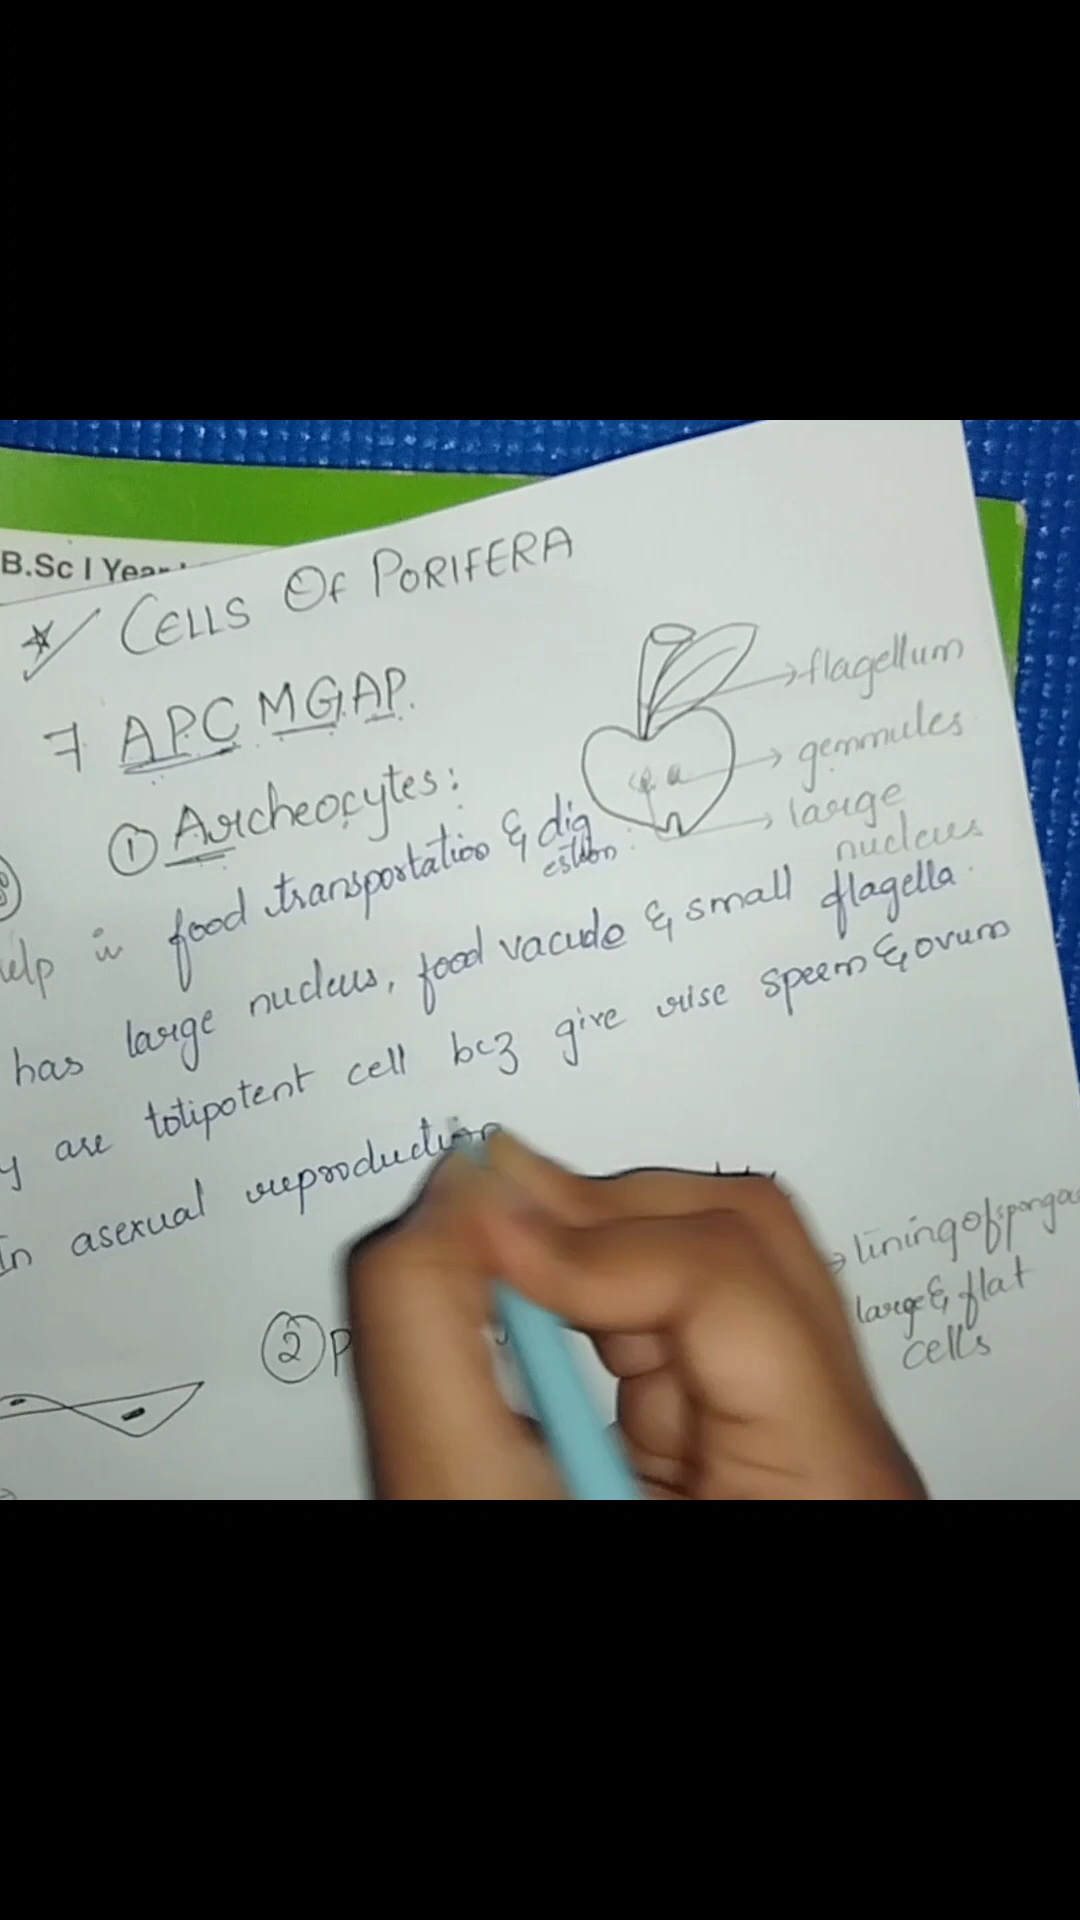 B.Sc I Year
CELLS OF PORIFERA
7 APC MGAP.
flagellum
gemmules
large
nucleus
① Archeocytes:
help in food transportation & dig
estion.
has large nucleus, food vacuole & small flagella.
are totipotent cell bcz give rise sperm & ovum
In asexual reproduction
lining of
large & flat
cells
② P